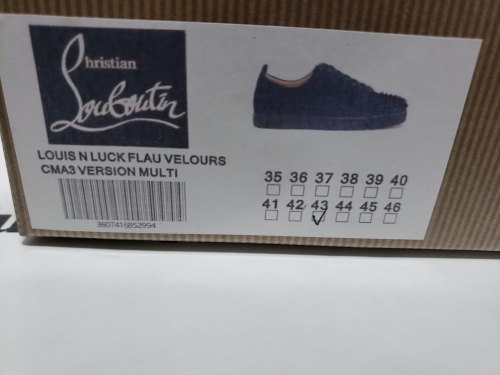 Christian
Louboutin
LOUIS N LUCK FLAU VELOURS
CMA3 VERSION MULTI
3607416852994
35 36 37 38 39 40
41 42 43 44 45 46